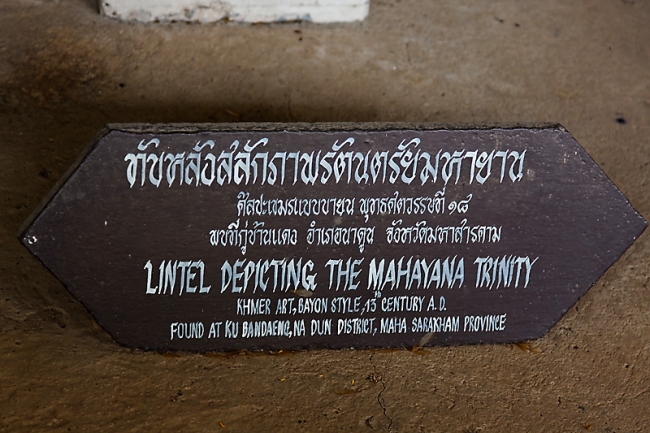 ทับหลังสลักภาพรัตนตรัยมหายาน
ศิลปะเขมรแบบบายน พุทธศตวรรษที่ ๑๘
พบที่กู่บ้านแดง อำเภอนาดูน จังหวัดมหาสารคาม
LINTEL DEPICTING THE MAHAYANA TRINITY
KHMER ART, BAYON STYLE, 13TH CENTURY A.D.
FOUND AT KU BANDAENG, NA DUN DISTRICT, MAHA SARAKHAM PROVINCE